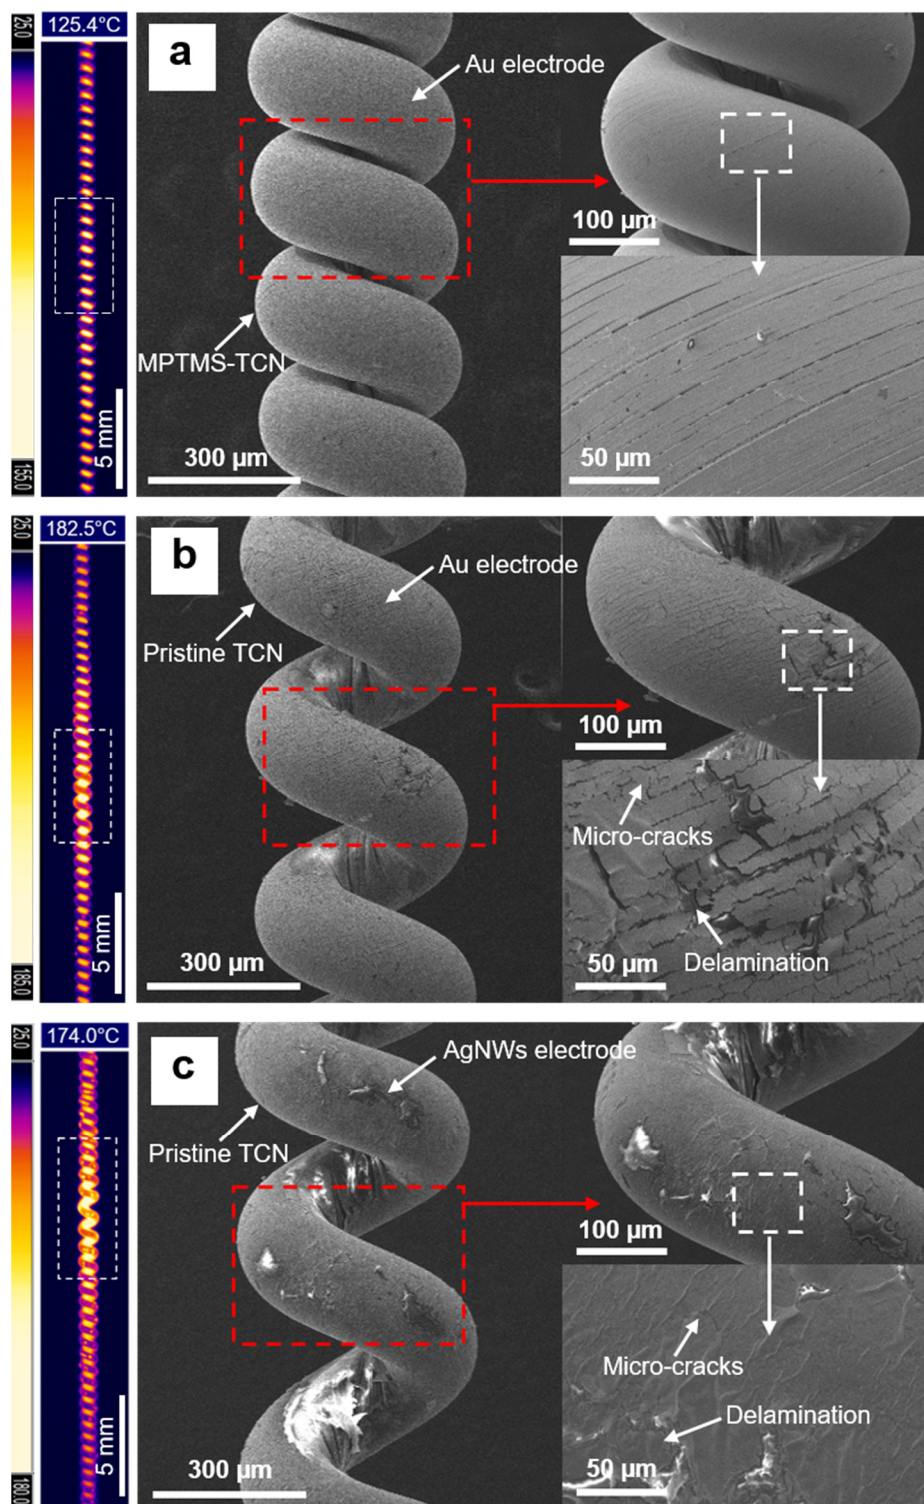 25.0
125.4°C
a
Au electrode
100 µm
MPTMS-TCN
5 mm
300 µm
50 µm
155.0
25.0
182.5°C
b
Au electrode
Pristine TCN
100 µm
Micro-cracks
5 mm
300 µm
50 µm
Delamination
185.0
25.0
174.0°C
c
AgNWs electrode
Pristine TCN
100 µm
Micro-cracks
Delamination
5 mm
300 µm
50 µm
180.0